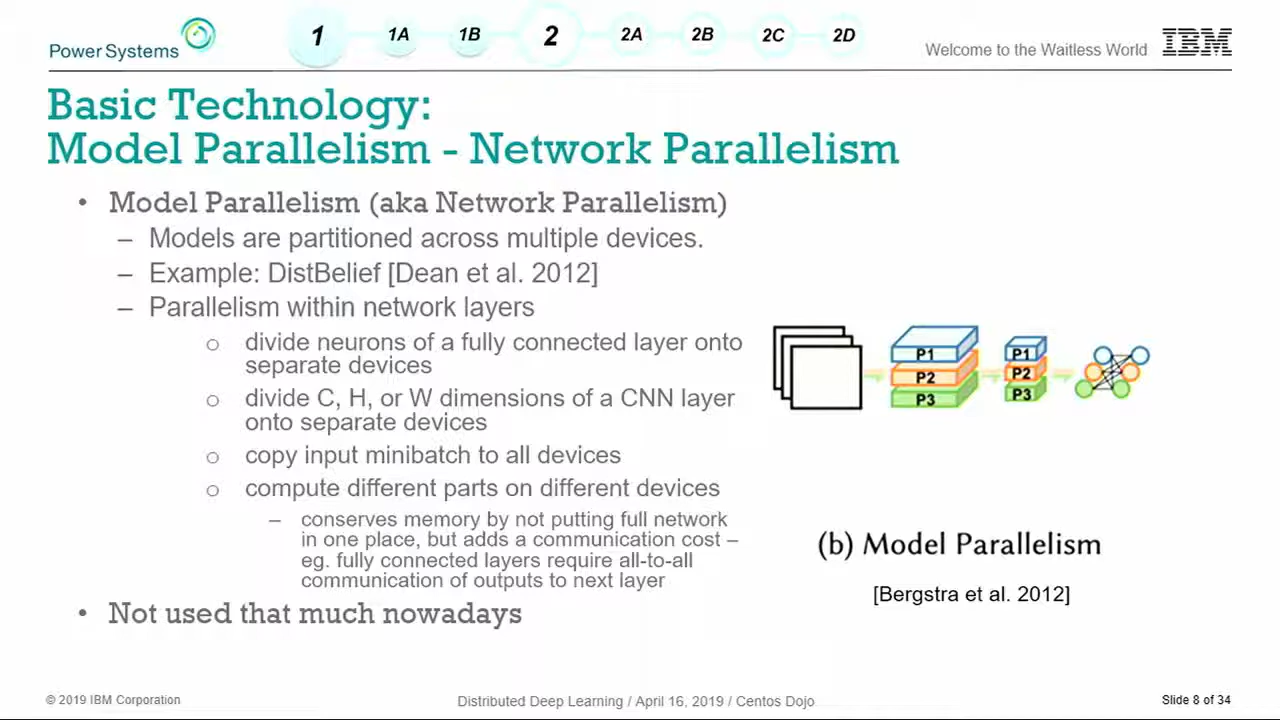 Power Systems
1 1A 1B 2 2A 2B 2C 2D
Welcome to the Waitless World IBM
Basic Technology:
Model Parallelism - Network Parallelism
• Model Parallelism (aka Network Parallelism)
– Models are partitioned across multiple devices.
– Example: DistBelief [Dean et al. 2012]
– Parallelism within network layers
o divide neurons of a fully connected layer onto
separate devices
o divide C, H, or W dimensions of a CNN layer
onto separate devices
o copy input minibatch to all devices
o compute different parts on different devices
– conserves memory by not putting full network
in one place, but adds a communication cost –
eg. fully connected layers require all-to-all
communication of outputs to next layer
• Not used that much nowadays
P1 P1
P2 P2
P3 P3
(b) Model Parallelism
[Bergstra et al. 2012]
© 2019 IBM Corporation
Distributed Deep Learning / April 16, 2019 / Centos Dojo
Slide 8 of 34